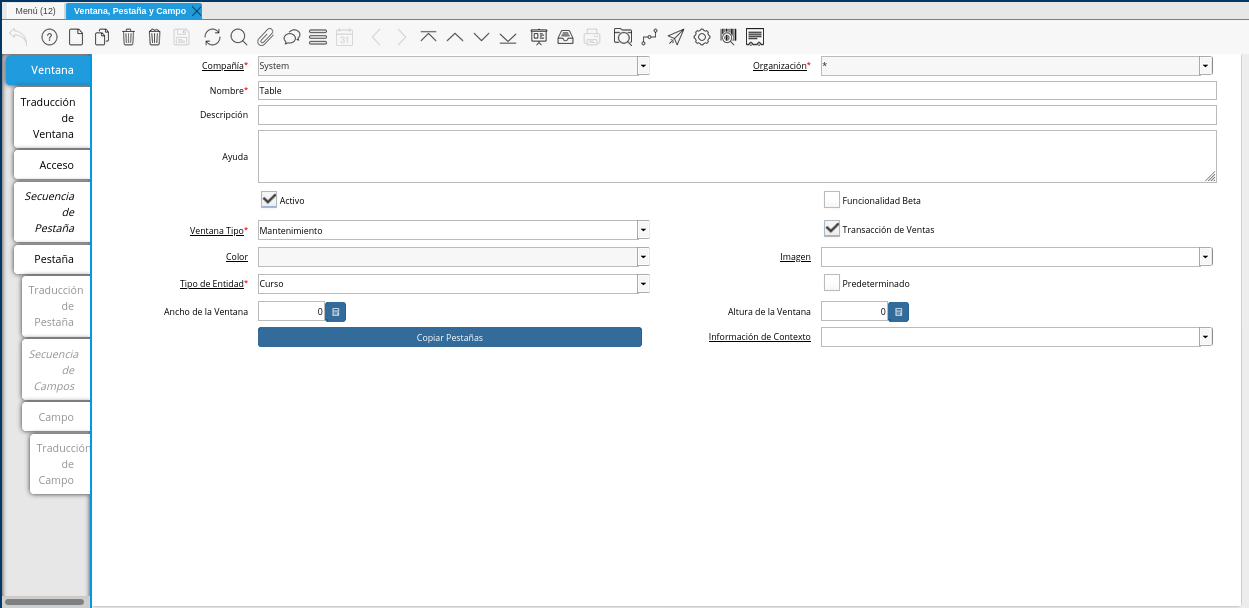 Menú (12)
Ventana, Pestaña y Campo
31
Ventana
Traducción
de
Ventana
Acceso
Secuencia
de
Pestaña
Pestaña
Traducción
de
Pestaña
Secuencia
de
Campos
Campo
Traducción
de
Campo
Compañía* System
Organización* *
Nombre* Table
Descripción
Ayuda
Activo
Funcionalidad Beta
Ventana Tipo* Mantenimiento
Transacción de Ventas
Color
Imagen
Tipo de Entidad* Curso
Predeterminado
Ancho de la Ventana 0
Altura de la Ventana 0
Copiar Pestañas
Información de Contexto